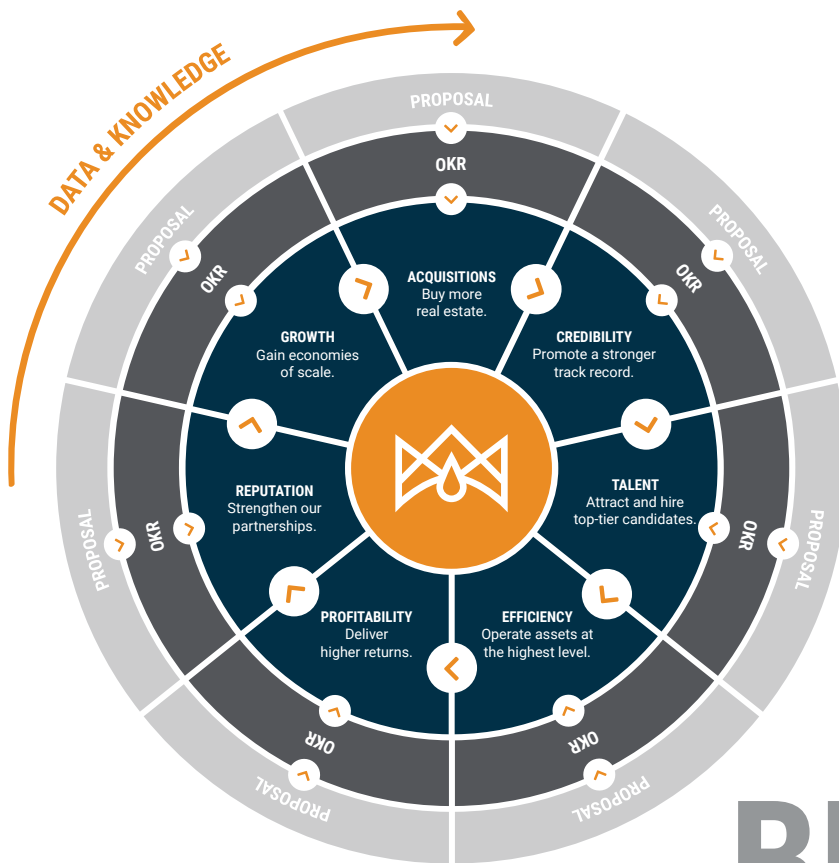 DATA & KNOWLEDGE
PROPOSAL
OKR
ACQUISITIONS
Buy more
real estate.
PROPOSAL
OKR
CREDIBILITY
Promote a stronger
track record.
PROPOSAL
OKR
TALENT
Attract and hire
top-tier candidates.
PROPOSAL
OKR
EFFICIENCY
Operate assets at
the highest level.
PROPOSAL
OKR
PROFITABILITY
Deliver
higher returns.
PROPOSAL
OKR
REPUTATION
Strengthen our
partnerships.
PROPOSAL
OKR
GROWTH
Gain economies
of scale.